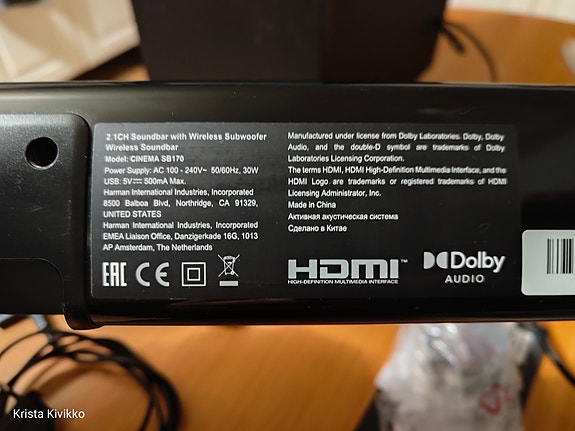 2.1CH Soundbar with Wireless Subwoofer
Wireless Soundbar
Model: CINEMA SB170
Power Supply: AC 100 - 240V~ 50/60Hz, 30W
USB: 5V⎓ 500mA Max.
Harman International Industries, Incorporated
8500 Balboa Blvd, Northridge, CA 91329,
UNITED STATES
Harman International Industries, Incorporated
EMEA Liaison Office, Danzigerkade 16G, 1013
AP Amsterdam, The Netherlands
EAC CE
Manufactured under license from Dolby Laboratories. Dolby, Dolby
Audio, and the double-D symbol are trademarks of Dolby
Laboratories Licensing Corporation.
The terms HDMI, HDMI High-Definition Multimedia Interface, and the
HDMI Logo are trademarks or registered trademarks of HDMI
Licensing Administrator, Inc.
Made in China
Активная акустическая система
Сделано в Китае
HDMI™
HIGH-DEFINITION MULTIMEDIA INTERFACE
Dolby
AUDIO
Krista Kivikko